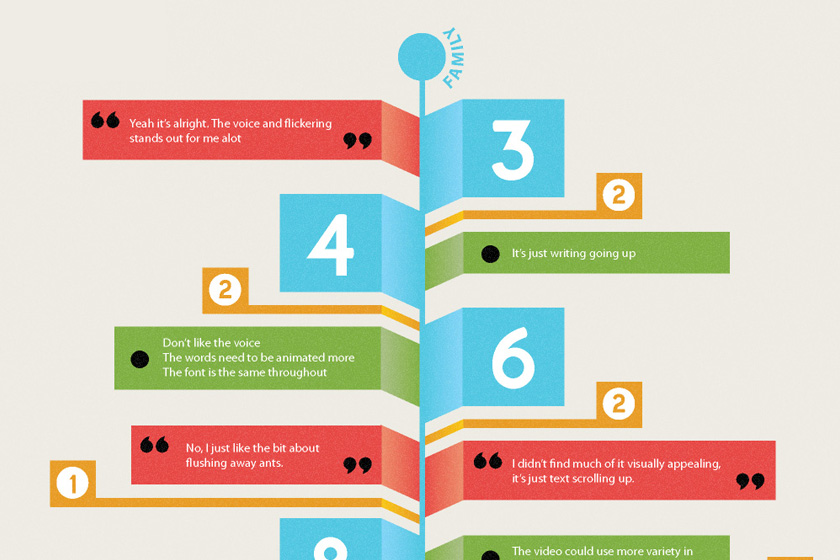 FAMILY
“ Yeah it's alright. The voice and flickering
stands out for me alot ”
3
2
4
It's just writing going up
2
Don't like the voice
The words need to be animated more
The font is the same throughout
6
2
“ No, I just like the bit about
flushing away ants. ”
“ I didn't find much of it visually appealing,
it's just text scrolling up. ”
1
The video could use more variety in